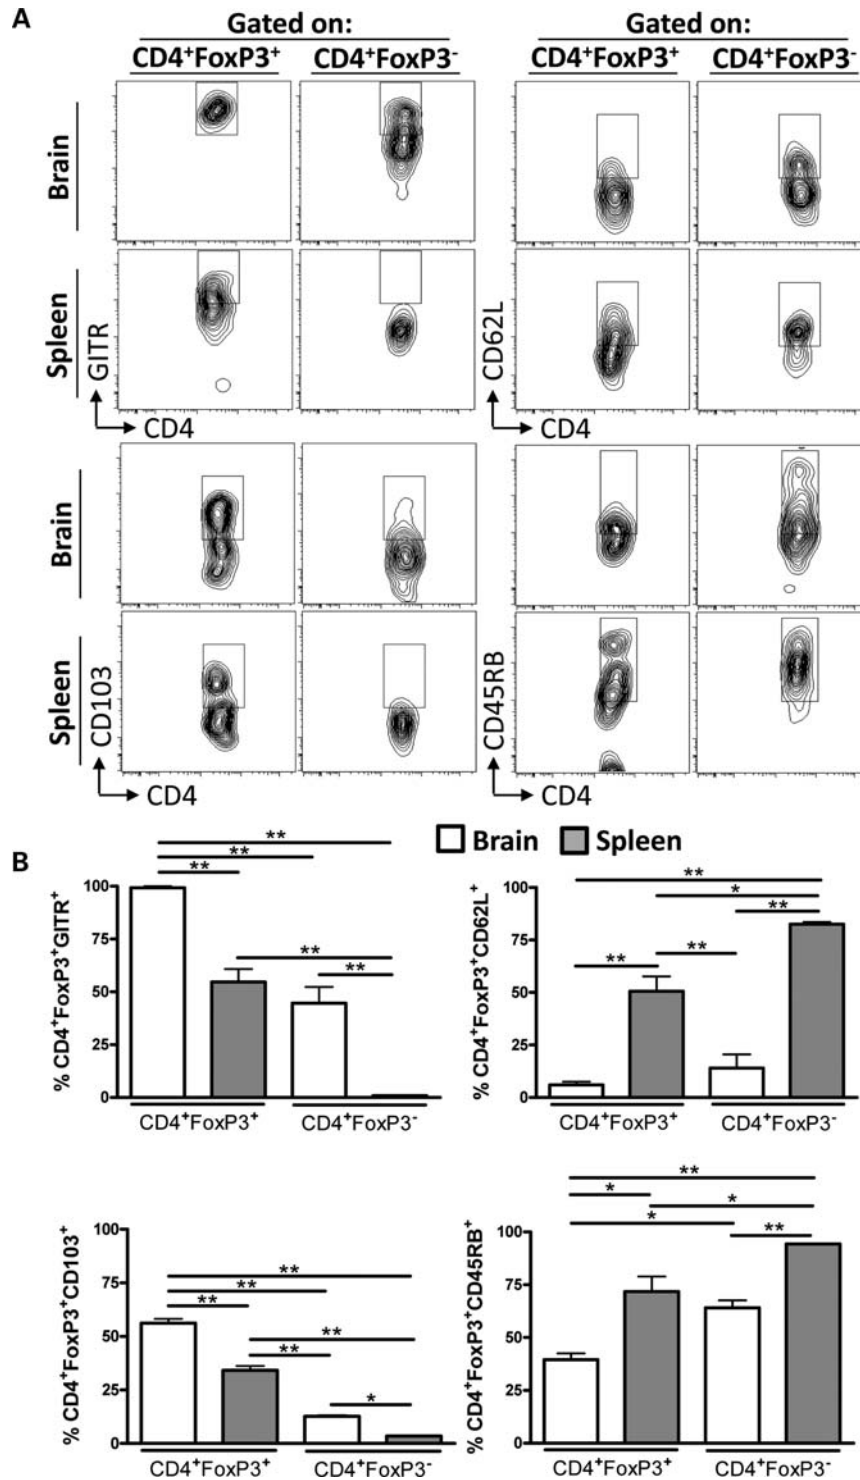 A
Gated on: Gated on:
CD4⁺FoxP3⁺ CD4⁺FoxP3⁻ CD4⁺FoxP3⁺ CD4⁺FoxP3⁻
Brain
Spleen
GITR
CD4
CD62L
CD4
Brain
Spleen
CD103
CD4
CD45RB
CD4
B
Brain Spleen
% CD4⁺FoxP3⁺GITR⁺
100
75
50
25
0
**
**
**
**
**
CD4⁺FoxP3⁺ CD4⁺FoxP3⁻
% CD4⁺FoxP3⁺CD62L⁺
100
75
50
25
0
**
*
**
**
**
CD4⁺FoxP3⁺ CD4⁺FoxP3⁻
% CD4⁺FoxP3⁺CD103⁺
100
75
50
25
0
**
**
**
**
**
*
CD4⁺FoxP3⁺ CD4⁺FoxP3⁻
% CD4⁺FoxP3⁺CD45RB⁺
100
75
50
25
0
**
*
*
*
**
CD4⁺FoxP3⁺ CD4⁺FoxP3⁻